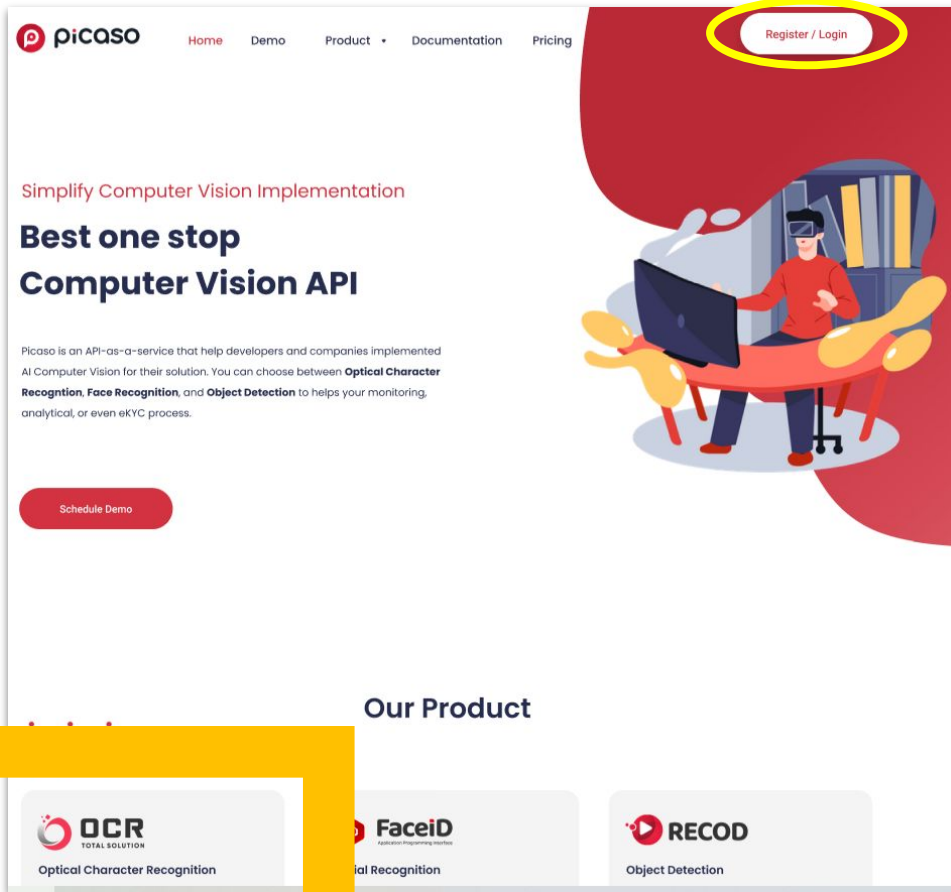 picaso
Home Demo Product Documentation Pricing Register / Login
Simplify Computer Vision Implementation
Best one stop
Computer Vision API
Picaso is an API-as-a-service that help developers and companies implemented
AI Computer Vision for their solution. You can choose between Optical Character
Recogntion, Face Recognition, and Object Detection to helps your monitoring,
analytical, or even eKYC process.
Schedule Demo
Our Product
OCR
TOTAL SOLUTION
Optical Character Recognition
FaceiD
Application Programming Interface
ial Recognition
RECOD
Object Detection